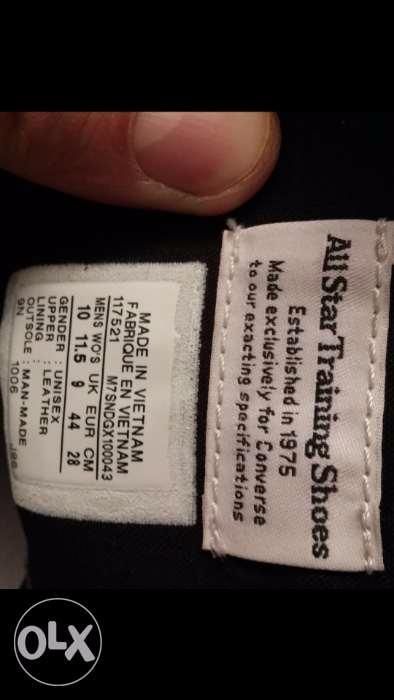 All Star Training Shoes
Established in 1975
Made exclusively for Converse
to our exacting specifications
MADE IN VIETNAM
FABRIQUE EN VIETNAM
117521 M7SNDGX100043
MENS WO'S UK EUR CM
10 11.5 9 44 28
GENDER : UNISEX
UPPER : LEATHER
LINING
OUTSOLE : MAN-MADE
9N 1006
OLX